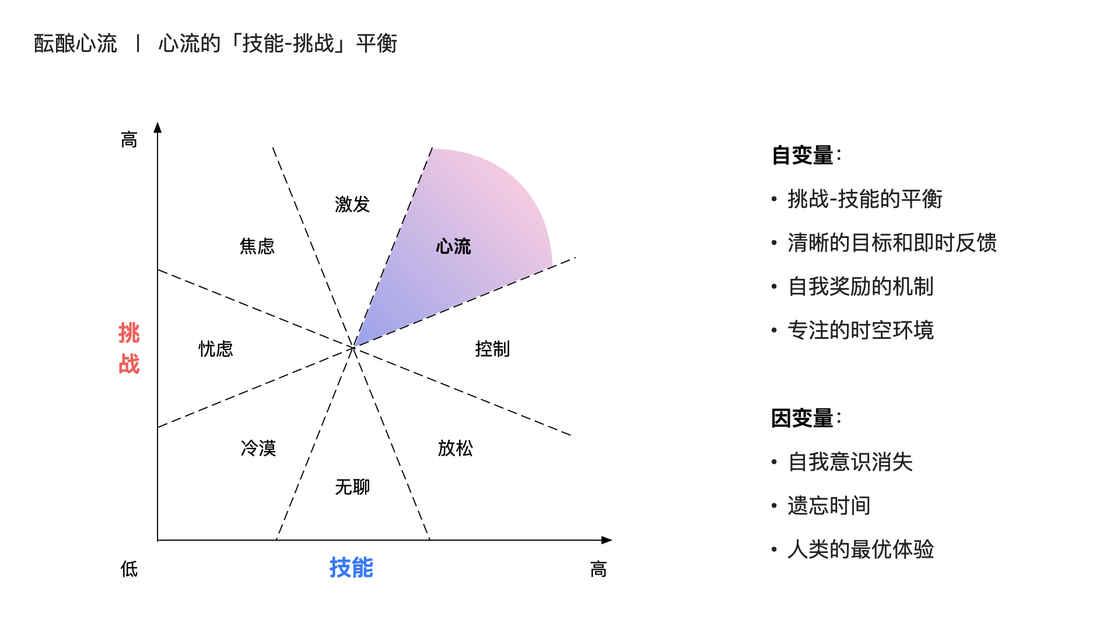 酝酿心流 | 心流的「技能-挑战」平衡
高
激发
焦虑
心流
挑战
忧虑
控制
冷漠
放松
无聊
低
技能
高
自变量:
• 挑战-技能的平衡
• 清晰的目标和即时反馈
• 自我奖励的机制
• 专注的时空环境
因变量:
• 自我意识消失
• 遗忘时间
• 人类的最优体验